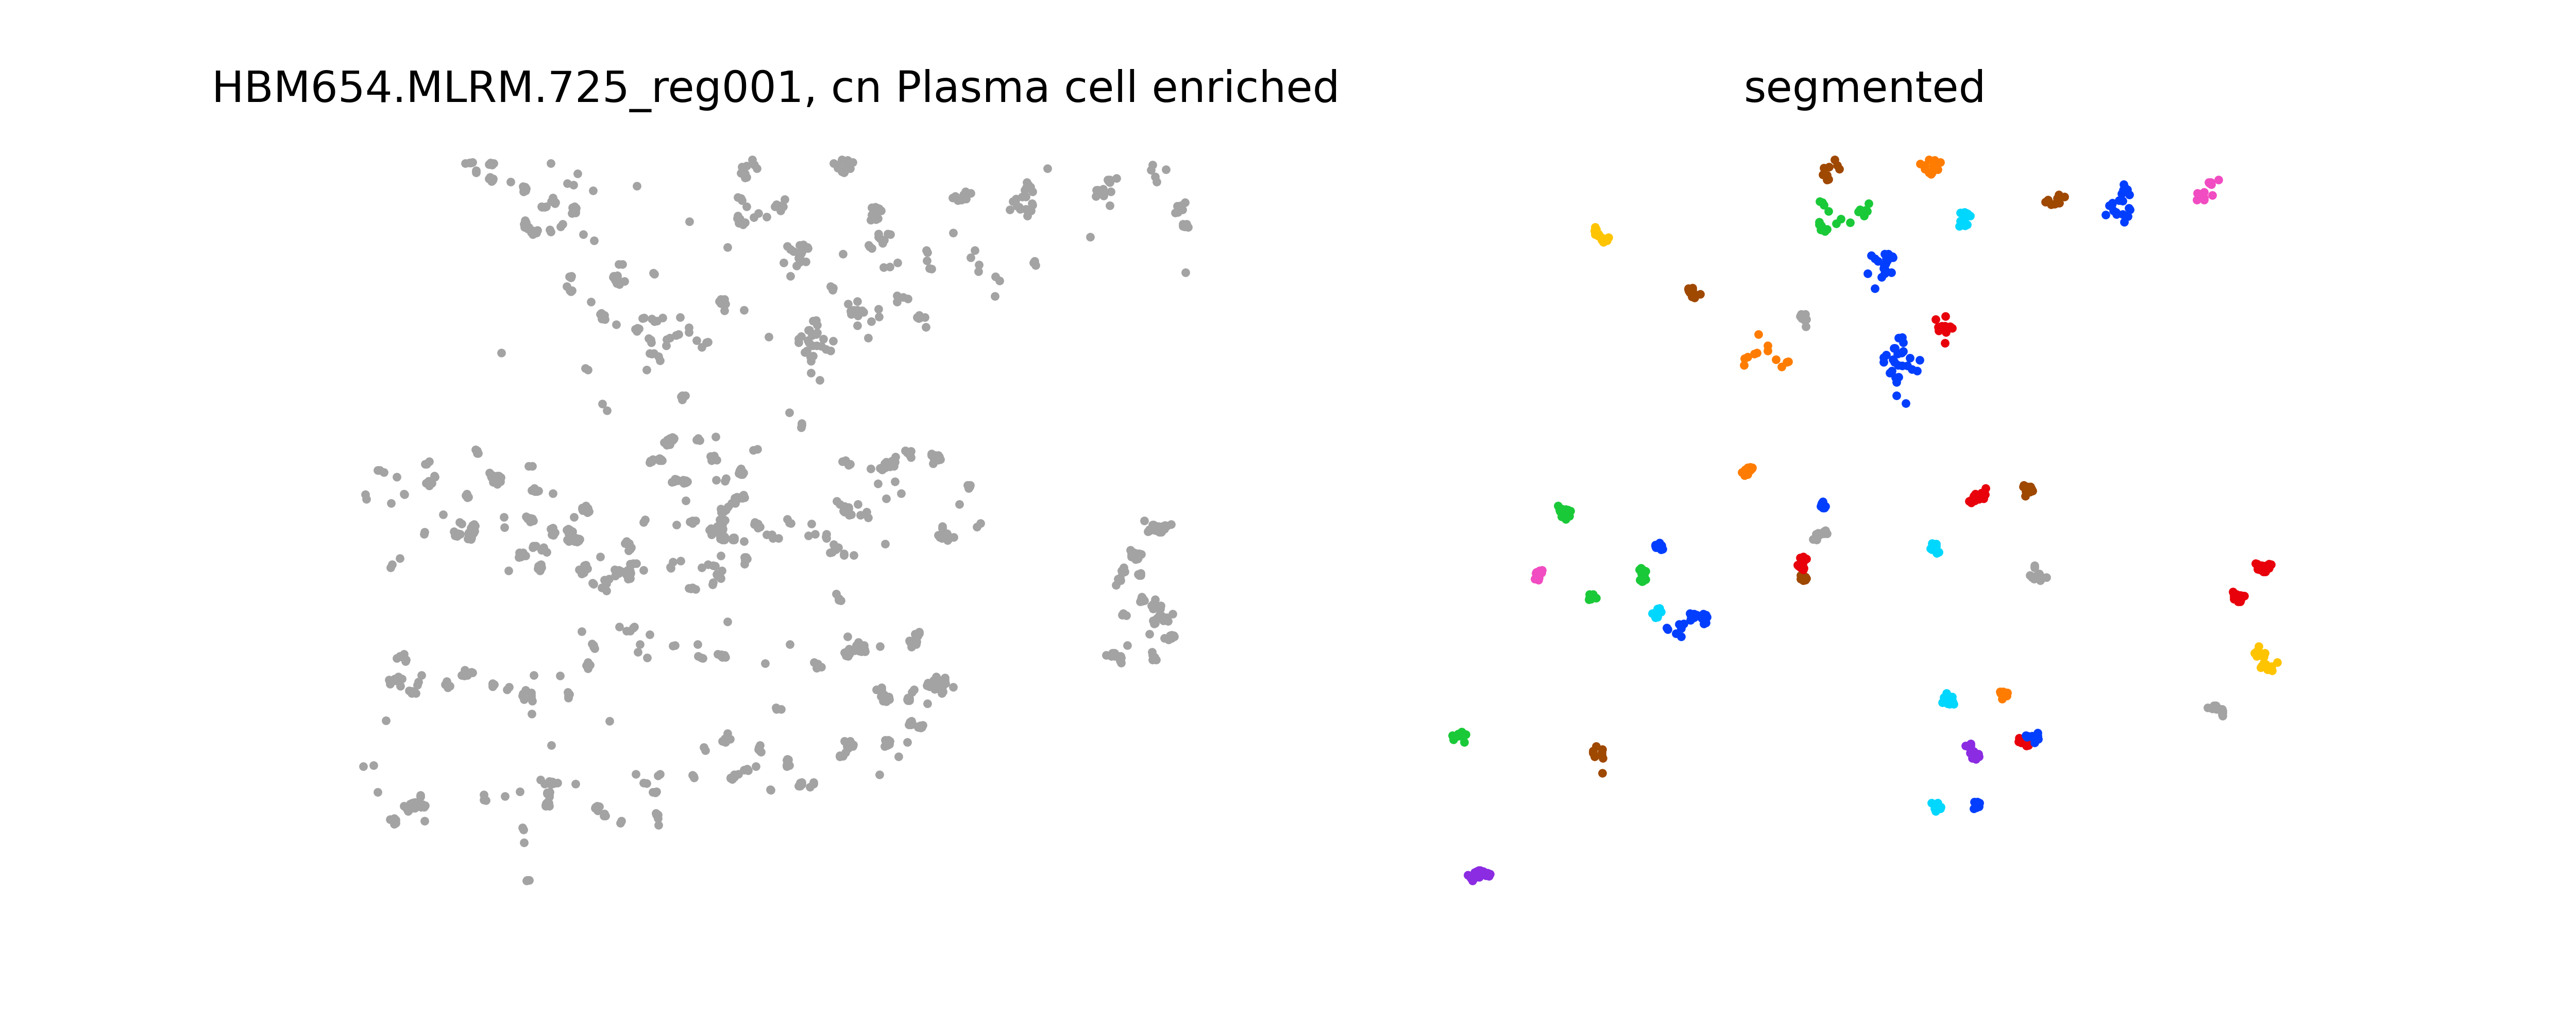 HBM654.MLRM.725_reg001, cn Plasma cell enriched
segmented